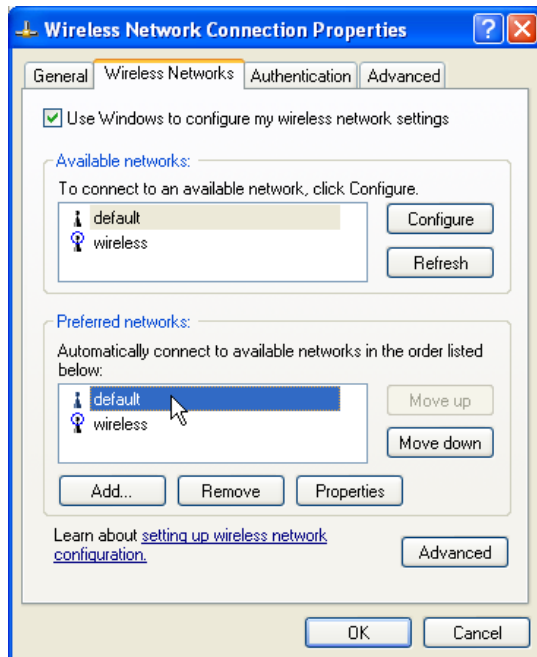 Wireless Network Connection Properties
General Wireless Networks Authentication Advanced
Use Windows to configure my wireless network settings
Available networks:
To connect to an available network, click Configure.
default
wireless
Configure
Refresh
Preferred networks:
Automatically connect to available networks in the order listed
below:
default
wireless
Move up
Move down
Add... Remove Properties
Learn about setting up wireless network
configuration.
Advanced
OK Cancel